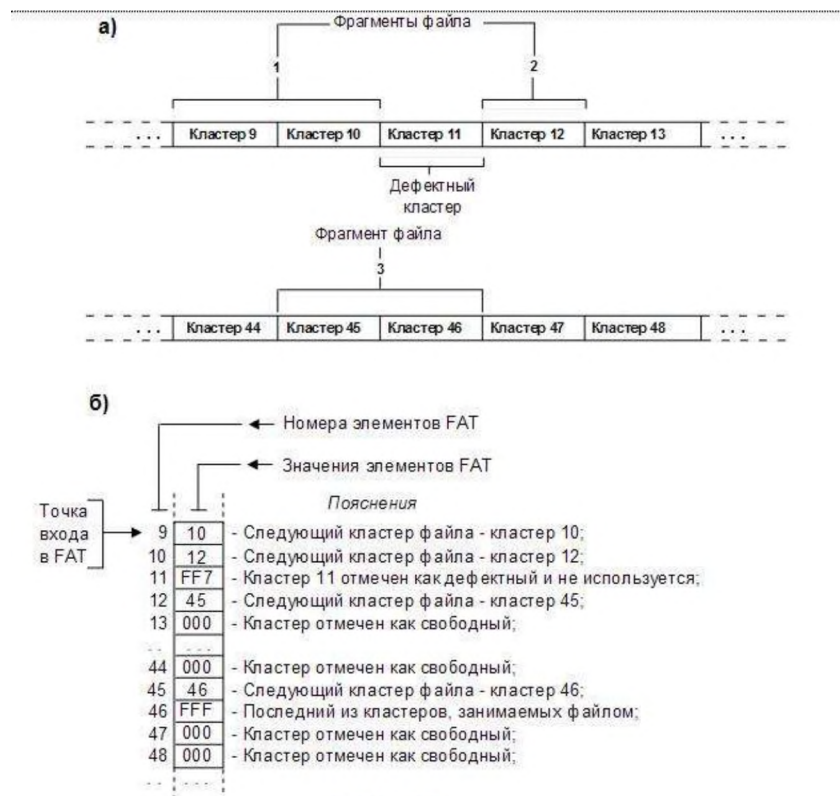 а)
Фрагменты файла
1 2
... Кластер 9 Кластер 10 Кластер 11 Кластер 12 Кластер 13 ...
Дефектный
кластер
Фрагмент файла
3
... Кластер 44 Кластер 45 Кластер 46 Кластер 47 Кластер 48 ...
б)
Номера элементов FAT
Значения элементов FAT
Пояснения
Точка
входа
в FAT
9 10 - Следующий кластер файла - кластер 10;
10 12 - Следующий кластер файла - кластер 12;
11 FF7 - Кластер 11 отмечен как дефектный и не используется;
12 45 - Следующий кластер файла - кластер 45;
13 000 - Кластер отмечен как свободный;
.. ...
44 000 - Кластер отмечен как свободный;
45 46 - Следующий кластер файла - кластер 46;
46 FFF - Последний из кластеров, занимаемых файлом;
47 000 - Кластер отмечен как свободный;
48 000 - Кластер отмечен как свободный;
.. ...